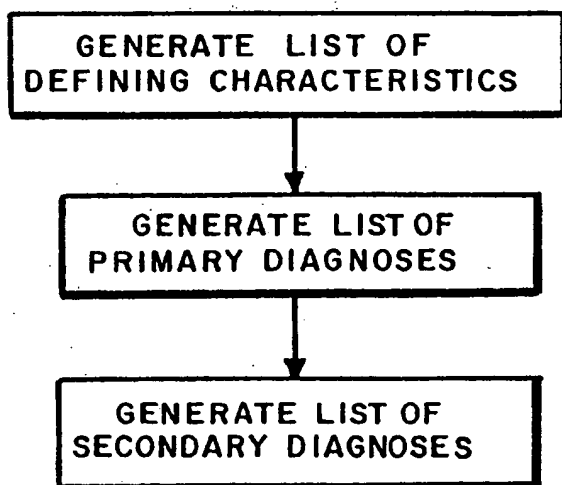 GENERATE LIST OF
DEFINING CHARACTERISTICS
GENERATE LIST OF
PRIMARY DIAGNOSES
GENERATE LIST OF
SECONDARY DIAGNOSES